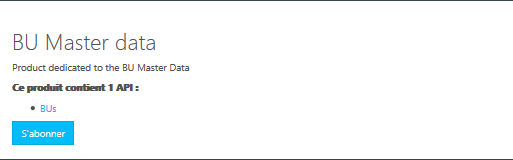 BU Master data
Product dedicated to the BU Master Data
Ce produit contient 1 API :
BUs
S'abonner